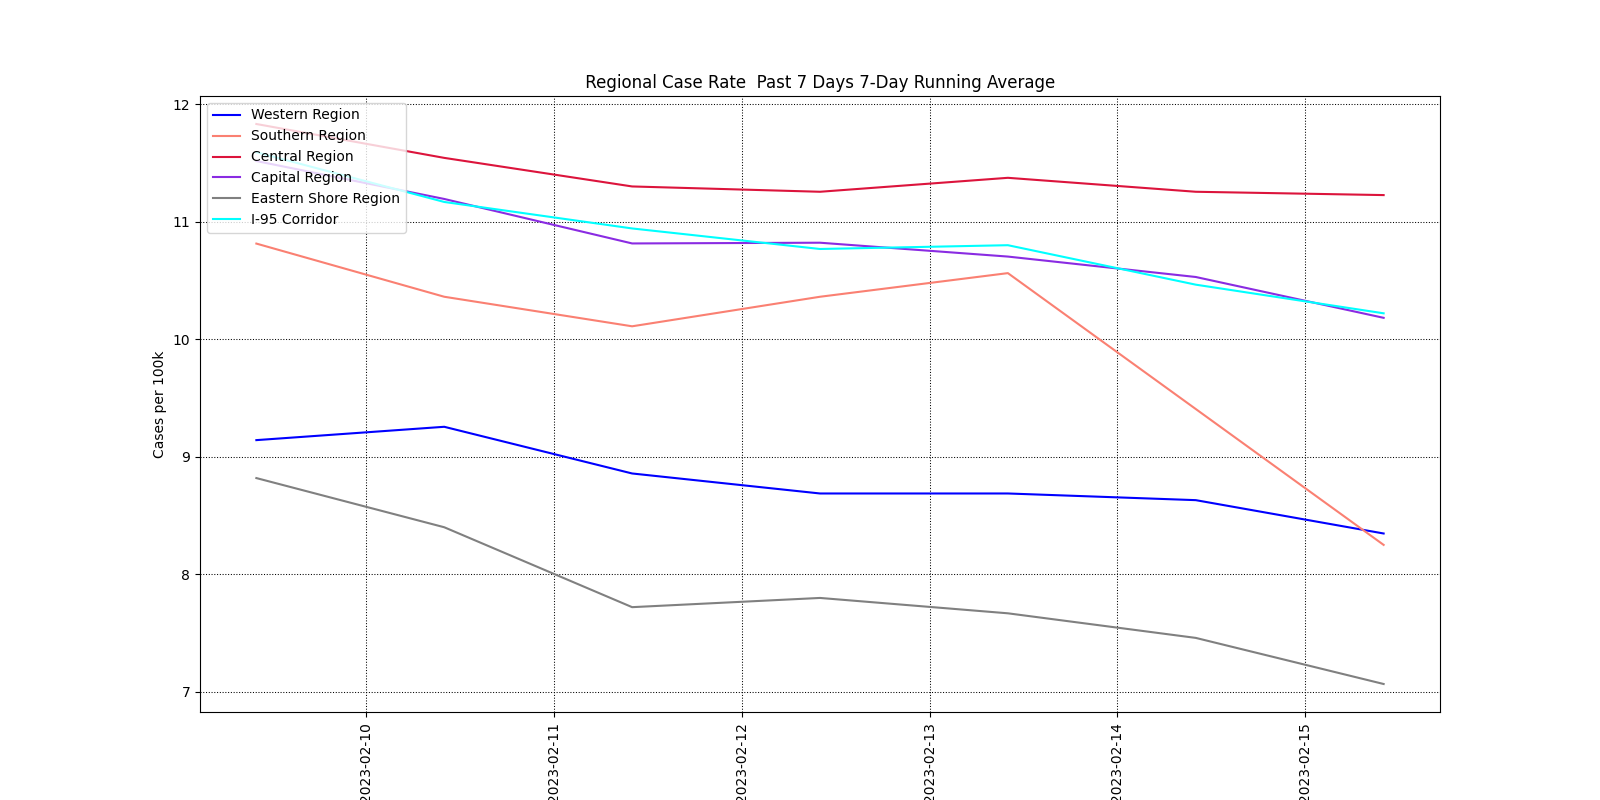 Regional Case Rate  Past 7 Days 7-Day Running Average
Western Region
Southern Region
Central Region
Capital Region
Eastern Shore Region
I-95 Corridor
Cases per 100k
12
11
10
9
8
7
2023-02-10
2023-02-11
2023-02-12
2023-02-13
2023-02-14
2023-02-15